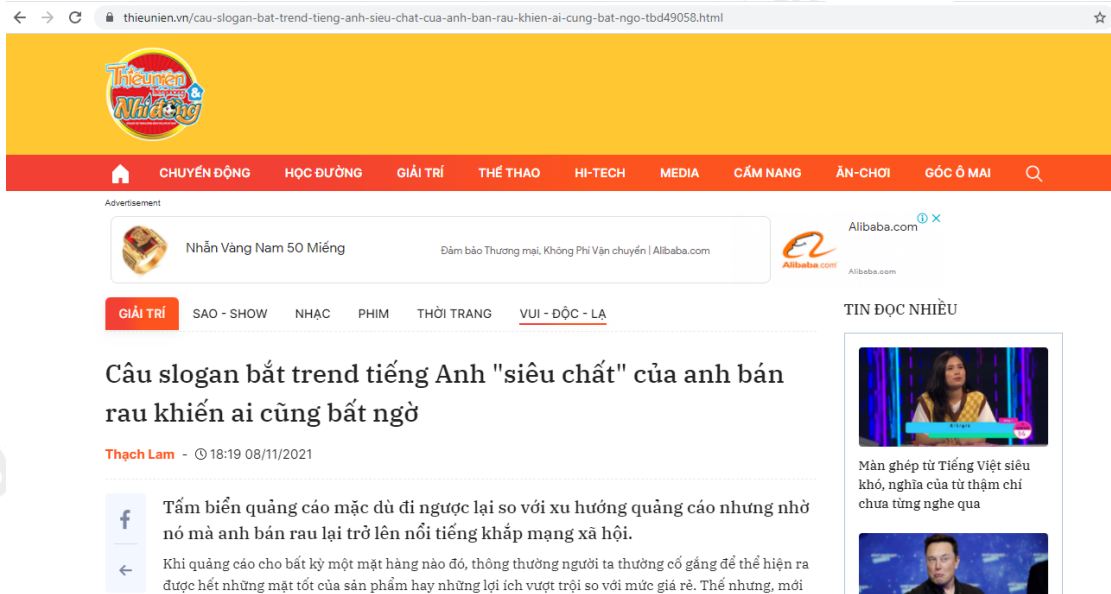 thieunien.vn/cau-slogan-bat-trend-tieng-anh-sieu-chat-cua-anh-ban-rau-khien-ai-cung-bat-ngo-tbd49058.html
Thiếu niên
tiền phong
&
Nhi đồng
CHUYỂN ĐỘNG HỌC ĐƯỜNG GIẢI TRÍ THỂ THAO HI-TECH MEDIA CẨM NANG ĂN-CHƠI GÓC Ô MAI
Advertisement
Nhẫn Vàng Nam 50 Miếng
Đảm bảo Thương mại, Không Phí Vận chuyển | Alibaba.com
Alibaba.com
Alibaba.com
Alibaba.com
GIẢI TRÍ SAO - SHOW NHẠC PHIM THỜI TRANG VUI - ĐỘC - LẠ
TIN ĐỌC NHIỀU
Câu slogan bắt trend tiếng Anh "siêu chất" của anh bán
rau khiến ai cũng bất ngờ
Thạch Lam - 18:19 08/11/2021
Tấm biển quảng cáo mặc dù đi ngược lại so với xu hướng quảng cáo nhưng nhờ
nó mà anh bán rau lại trở lên nổi tiếng khắp mạng xã hội.
Khi quảng cáo cho bất kỳ một mặt hàng nào đó, thông thường người ta thường cố gắng để thể hiện ra
được hết những mặt tốt của sản phẩm hay những lợi ích vượt trội so với mức giá rẻ. Thế nhưng, mới
Màn ghép từ Tiếng Việt siêu
khó, nghĩa của từ thậm chí
chưa từng nghe qua